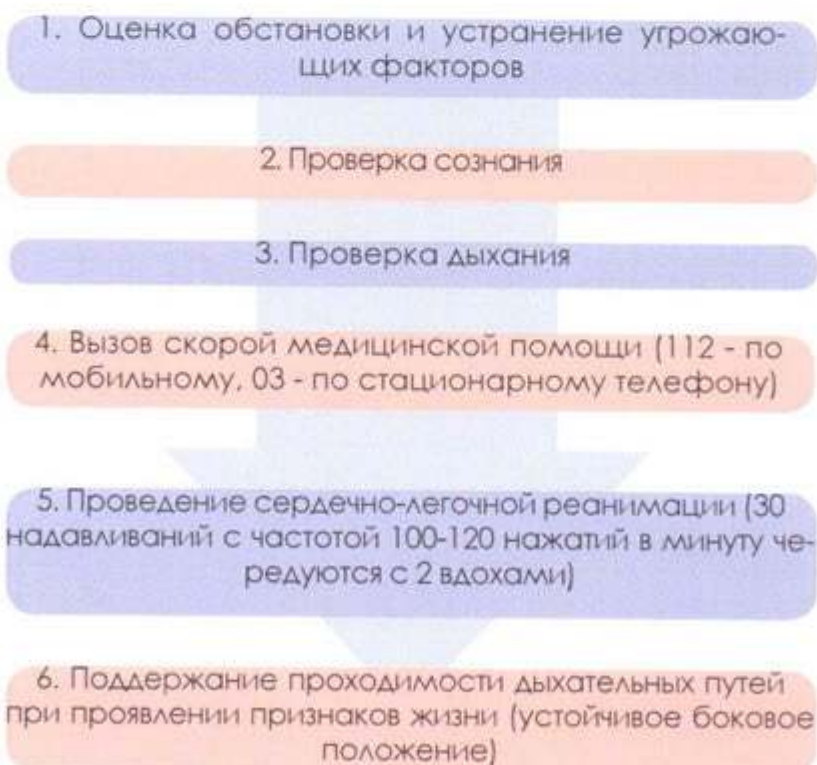 1. Оценка обстановки и устранение угрожаю-
щих факторов
2. Проверка сознания
3. Проверка дыхания
4. Вызов скорой медицинской помощи (112 - по
мобильному, 03 - по стационарному телефону)
5. Проведение сердечно-легочной реанимации (30
надавливаний с частотой 100-120 нажатий в минуту че-
редуются с 2 вдохами)
6. Поддержание проходимости дыхательных путей
при проявлении признаков жизни (устойчивое боковое
положение)